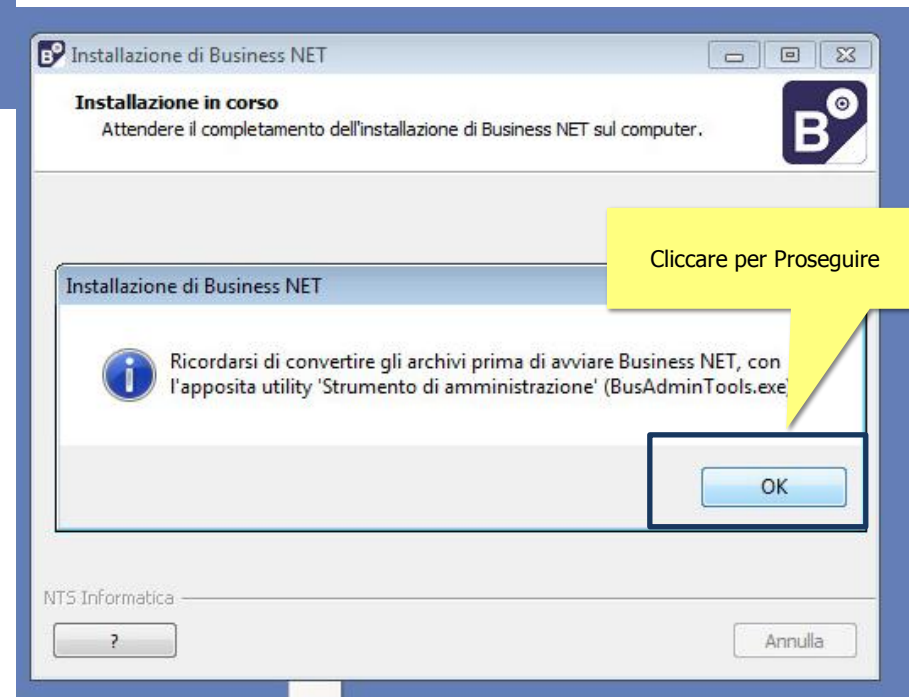 Installazione di Business NET
Installazione in corso
Attendere il completamento dell'installazione di Business NET sul computer.
B
Cliccare per Proseguire
Installazione di Business NET
Ricordarsi di convertire gli archivi prima di avviare Business NET, con
l'apposita utility 'Strumento di amministrazione' (BusAdminTools.exe)
OK
NTS Informatica
?
Annulla